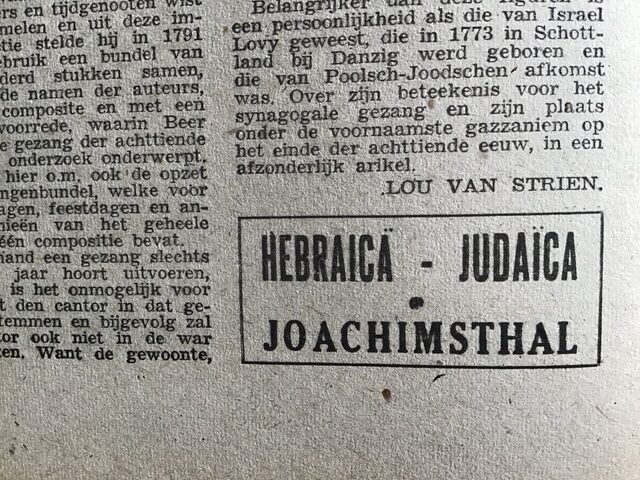 rs en tijdgenooten wist
melen en uit deze im-
tie stelde hij in 1791
bruik een bundel van
derd stukken samen,
de namen der auteurs,
composite en met een
voorrede, waarin Beer
e gezang der achttiende
onderzoek onderwerpt.
hier o.m. ook de opzet
ngenbundel, welke voor
agen, feestdagen en an-
nieën van het geheele
één compositie bevat.
hand een gezang slechts
jaar hoort uitvoeren,
is het onmogelijk voor
t den cantor in dat ge-
temmen en bijgevolg zal
tor ook niet in de war
en. Want de gewoonte,
Belangrijker dan deze figuren is
een persoonlijkheid als die van Israel
Lovy geweest, die in 1773 in Schott-
land bij Danzig werd geboren en
die van Poolsch-Joodschen afkomst
was. Over zijn beteekenis voor het
synagogale gezang en zijn plaats
onder de voornaamste gazzaniem op
het einde der achttiende eeuw, in een
afzonderlijk arikel.
LOU VAN STRIEN.
HEBRAICA - JUDAÏCA
JOACHIMSTHAL